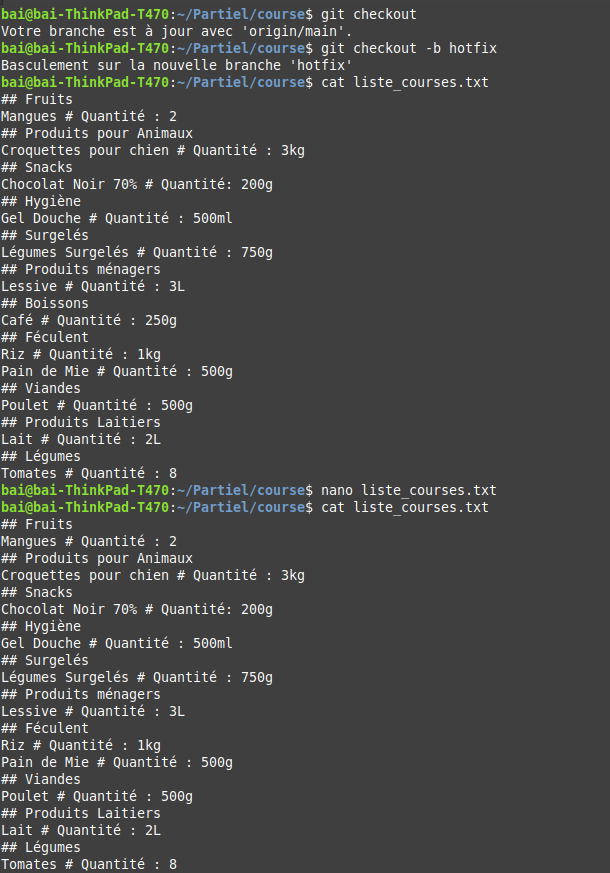 bai@bai-ThinkPad-T470:~/Partiel/course$ git checkout
Votre branche est à jour avec 'origin/main'.
bai@bai-ThinkPad-T470:~/Partiel/course$ git checkout -b hotfix
Basculement sur la nouvelle branche 'hotfix'
bai@bai-ThinkPad-T470:~/Partiel/course$ cat liste_courses.txt
## Fruits
Mangues # Quantité : 2
## Produits pour Animaux
Croquettes pour chien # Quantité : 3kg
## Snacks
Chocolat Noir 70% # Quantité: 200g
## Hygiène
Gel Douche # Quantité : 500ml
## Surgelés
Légumes Surgelés # Quantité : 750g
## Produits ménagers
Lessive # Quantité : 3L
## Boissons
Café # Quantité : 250g
## Féculent
Riz # Quantité : 1kg
Pain de Mie # Quantité : 500g
## Viandes
Poulet # Quantité : 500g
## Produits Laitiers
Lait # Quantité : 2L
## Légumes
Tomates # Quantité : 8
bai@bai-ThinkPad-T470:~/Partiel/course$ nano liste_courses.txt
bai@bai-ThinkPad-T470:~/Partiel/course$ cat liste_courses.txt
## Fruits
Mangues # Quantité : 2
## Produits pour Animaux
Croquettes pour chien # Quantité : 3kg
## Snacks
Chocolat Noir 70% # Quantité: 200g
## Hygiène
Gel Douche # Quantité : 500ml
## Surgelés
Légumes Surgelés # Quantité : 750g
## Produits ménagers
Lessive # Quantité : 3L
## Féculent
Riz # Quantité : 1kg
Pain de Mie # Quantité : 500g
## Viandes
Poulet # Quantité : 500g
## Produits Laitiers
Lait # Quantité : 2L
## Légumes
Tomates # Quantité : 8